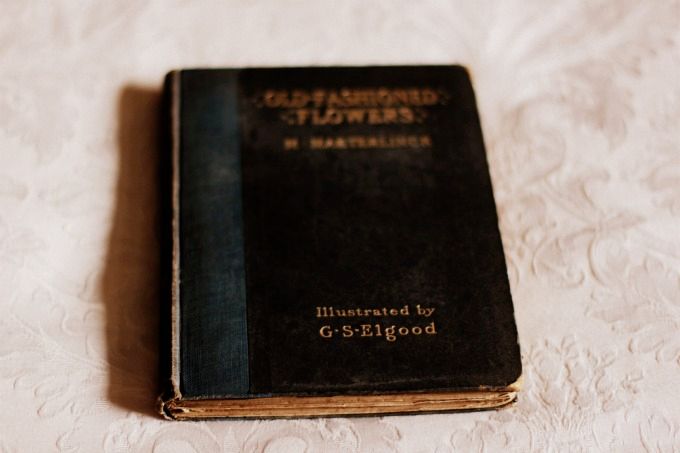 OLD-FASHIONED
FLOWERS
M MAETERLINCK
Illustrated by
G·S·Elgood